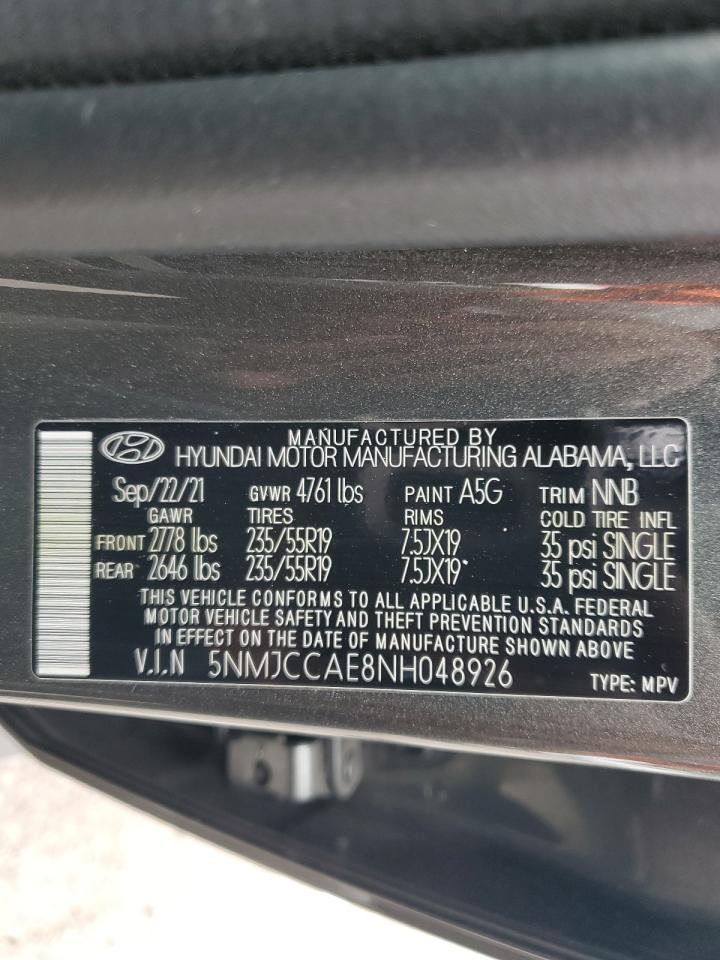 MANUFACTURED BY
HYUNDAI MOTOR MANUFACTURING ALABAMA, LLC
Sep/22/21 GVWR 4761 lbs PAINT A5G TRIM NNB
GAWR TIRES RIMS COLD TIRE INFL
FRONT 2778 lbs 235/55R19 7.5JX19 35 psi SINGLE
REAR 2646 lbs 235/55R19 7.5JX19 35 psi SINGLE
THIS VEHICLE CONFORMS TO ALL APPLICABLE U.S.A. FEDERAL
MOTOR VEHICLE SAFETY AND THEFT PREVENTION STANDARDS
IN EFFECT ON THE DATE OF MANUFACTURE SHOWN ABOVE
V.I.N 5NMJCCAE8NH048926 TYPE: MPV